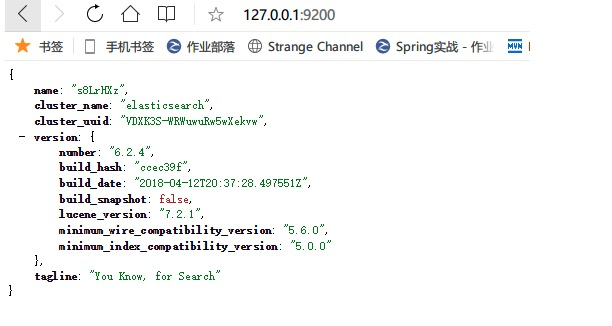 127.0.0.1:9200
书签 手机书签 作业部落 Strange Channel Spring实战 - 作业 MVN
{
name: "s8LrHXz",
cluster_name: "elasticsearch",
cluster_uuid: "VDXK3S-WRWuwuRw5wXekvw",
- version: {
number: "6.2.4",
build_hash: "ccec39f",
build_date: "2018-04-12T20:37:28.497551Z",
build_snapshot: false,
lucene_version: "7.2.1",
minimum_wire_compatibility_version: "5.6.0",
minimum_index_compatibility_version: "5.0.0"
},
tagline: "You Know, for Search"
}